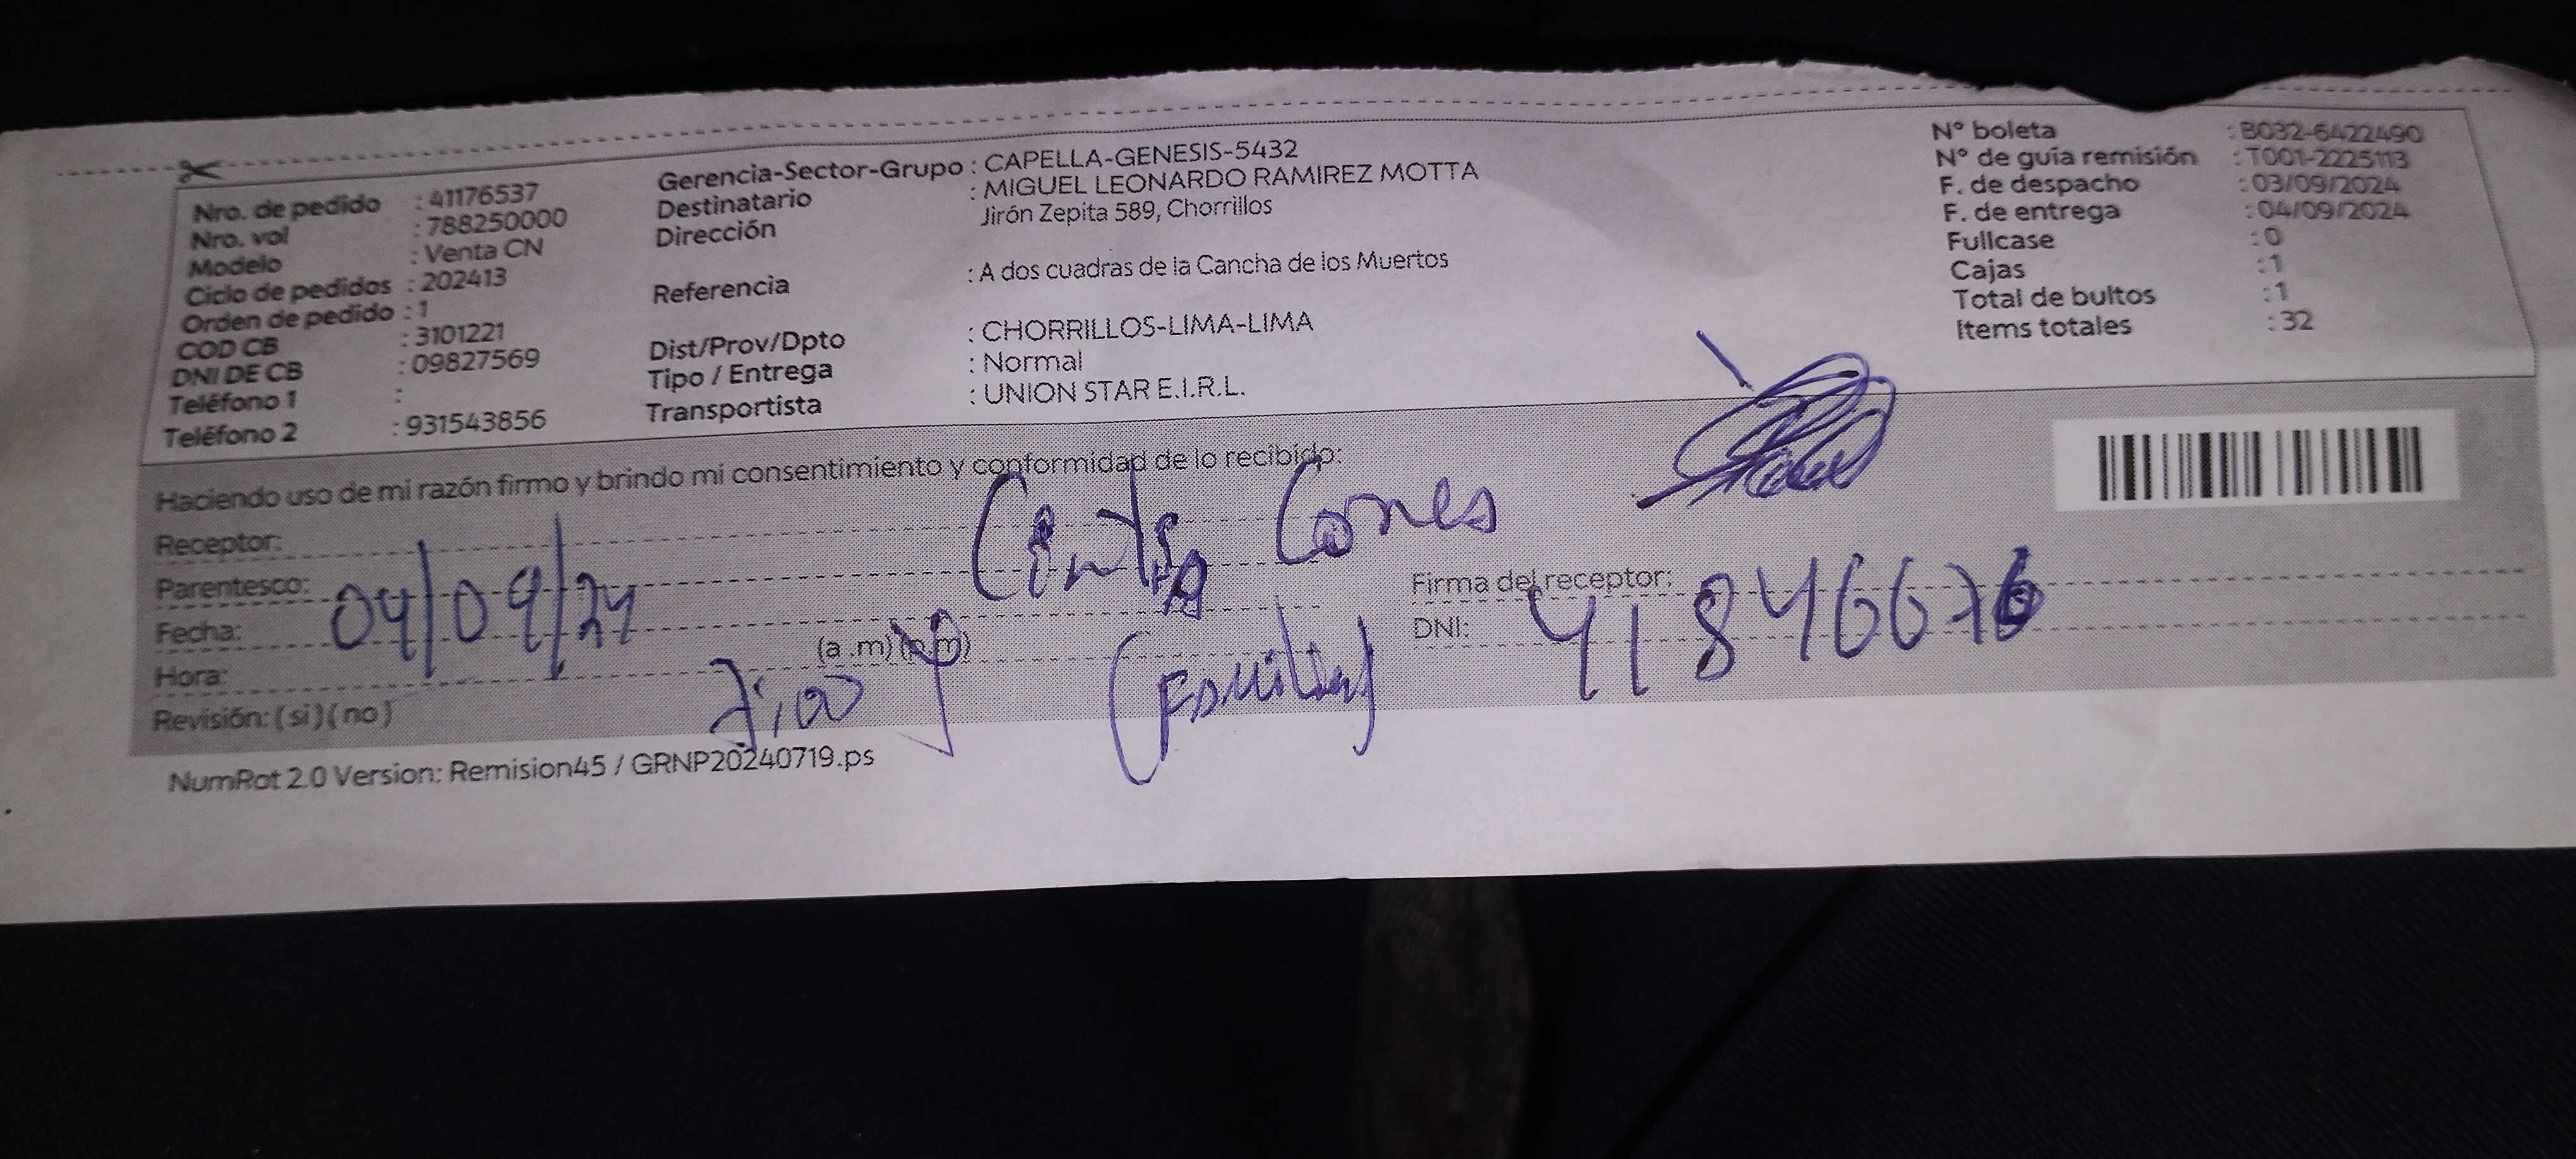 Nro. de pedido : 41176537
Nro. vol : 788250000
Modelo : Venta CN
Ciclo de pedidos : 202413
Orden de pedido : 1
COD CB : 3101221
DNI DE CB : 09827569
Teléfono 1 :
Teléfono 2 : 931543856
Gerencia-Sector-Grupo : CAPELLA-GENESIS-5432
Destinatario : MIGUEL LEONARDO RAMIREZ MOTTA
Dirección Jirón Zepita 589, Chorrillos
Referencia : A dos cuadras de la Cancha de los Muertos
Dist/Prov/Dpto : CHORRILLOS-LIMA-LIMA
Tipo / Entrega : Normal
Transportista : UNION STAR E.I.R.L.
N° boleta : B032-6422490
N° de guía remisión : T001-2225113
F. de despacho : 03/09/2024
F. de entrega : 04/09/2024
Fullcase : 0
Cajas : 1
Total de bultos : 1
Items totales : 32
Haciendo uso de mi razón firmo y brindo mi consentimiento y conformidad de lo recibido:
Receptor:
Parentesco: (Familia)
Fecha: 04/09/24
Hora: (a .m) (p.m)
Revisión: (si) (no)
Firma del receptor:
DNI:
NumRot 2.0 Version: Remision45 / GRNP20240719.ps